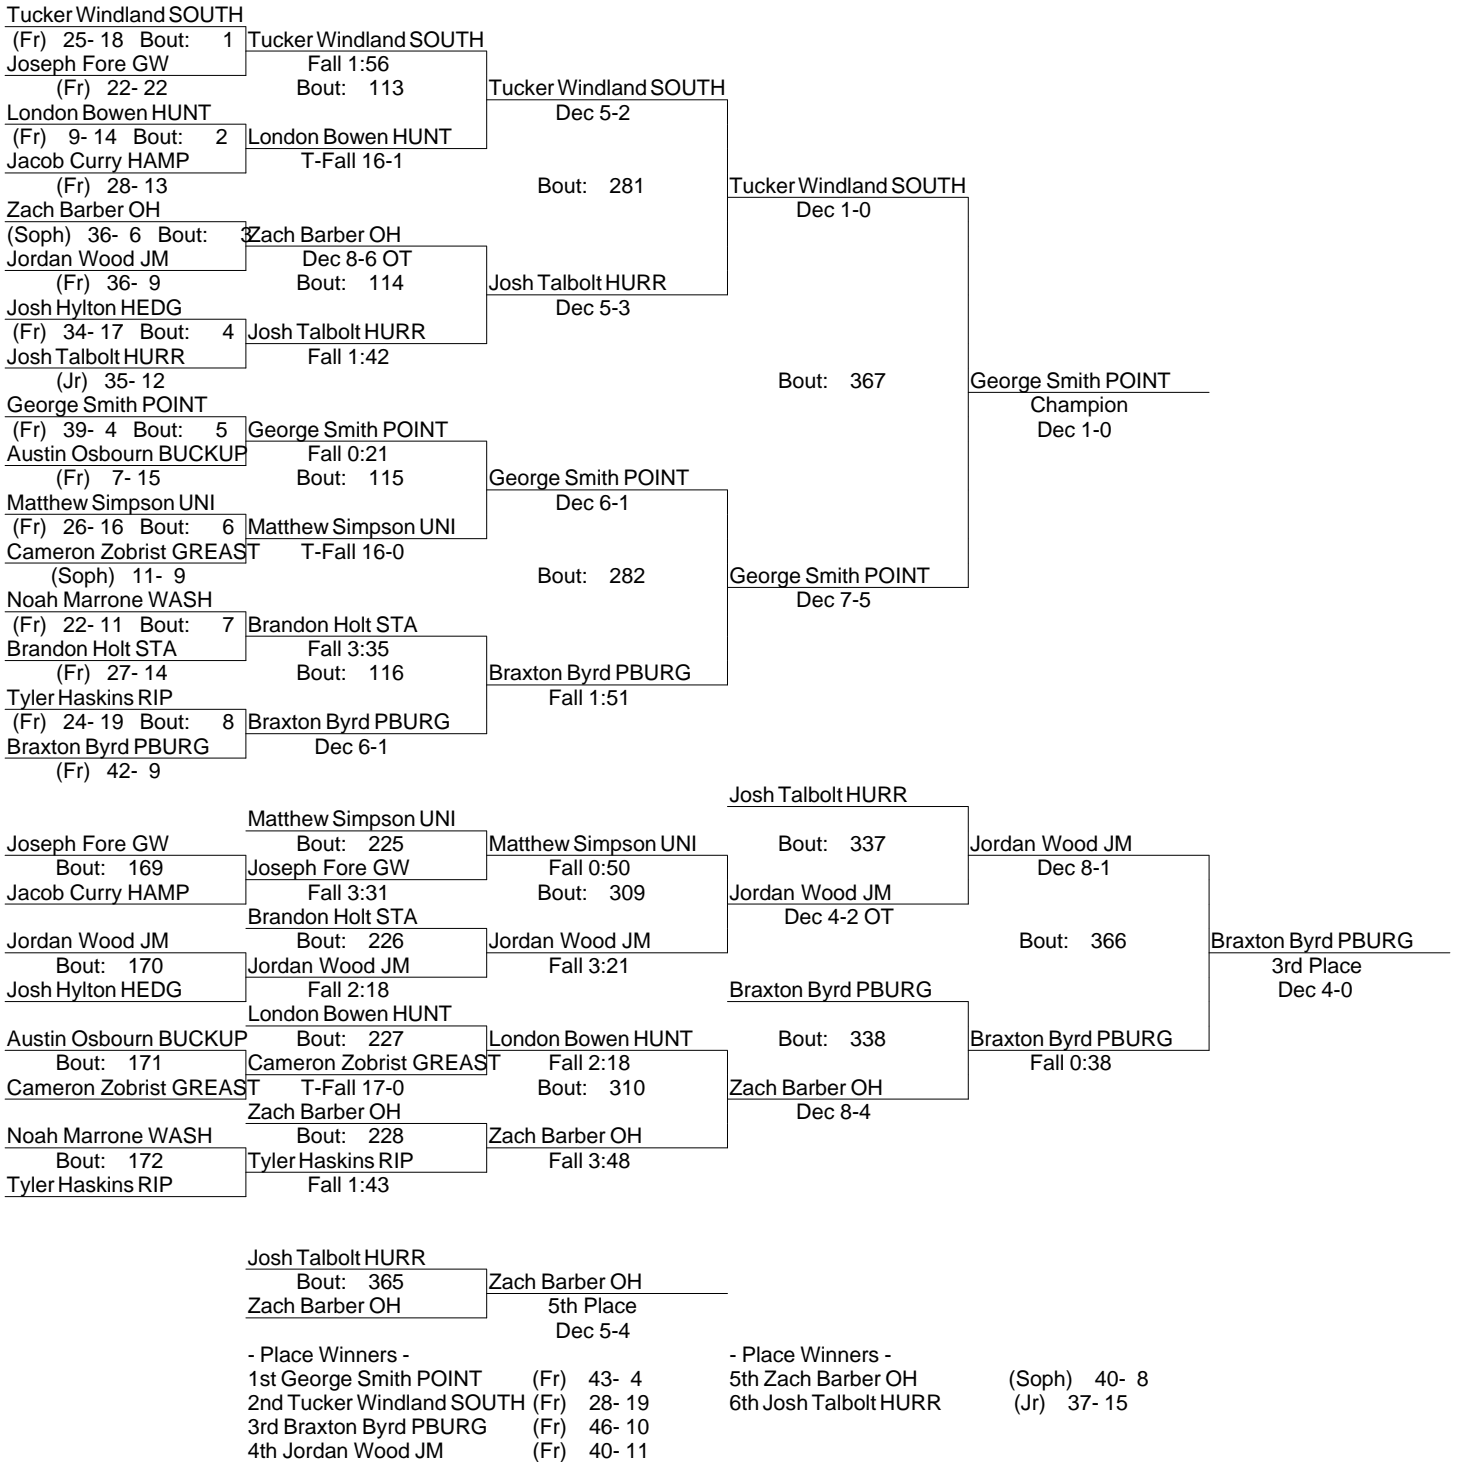 Tucker Windland SOUTH
(Fr) 25- 18 Bout: 1 Tucker Windland SOUTH
Joseph Fore GW Fall 1:56
(Fr) 22- 22 Bout: 113 Tucker Windland SOUTH
London Bowen HUNT Dec 5-2
(Fr) 9- 14 Bout: 2 London Bowen HUNT
Jacob Curry HAMP T-Fall 16-1
(Fr) 28- 13 Bout: 281 Tucker Windland SOUTH
Zach Barber OH Dec 1-0
(Soph) 36- 6 Bout: 3 Zach Barber OH
Jordan Wood JM Dec 8-6 OT
(Fr) 36- 9 Bout: 114 Josh Talbolt HURR
Josh Hylton HEDG Dec 5-3
(Fr) 34- 17 Bout: 4 Josh Talbolt HURR
Josh Talbolt HURR Fall 1:42
(Jr) 35- 12 Bout: 367 George Smith POINT
George Smith POINT Champion
(Fr) 39- 4 Bout: 5 George Smith POINT Dec 1-0
Austin Osbourn BUCKUP Fall 0:21
(Fr) 7- 15 Bout: 115 George Smith POINT
Matthew Simpson UNI Dec 6-1
(Fr) 26- 16 Bout: 6 Matthew Simpson UNI
Cameron Zobrist GREAST T-Fall 16-0
(Soph) 11- 9 Bout: 282 George Smith POINT
Noah Marrone WASH Dec 7-5
(Fr) 22- 11 Bout: 7 Brandon Holt STA
Brandon Holt STA Fall 3:35
(Fr) 27- 14 Bout: 116 Braxton Byrd PBURG
Tyler Haskins RIP Fall 1:51
(Fr) 24- 19 Bout: 8 Braxton Byrd PBURG
Braxton Byrd PBURG Dec 6-1
(Fr) 42- 9
Josh Talbolt HURR
Matthew Simpson UNI
Joseph Fore GW Bout: 225 Matthew Simpson UNI Bout: 337 Jordan Wood JM
Bout: 169 Joseph Fore GW Fall 0:50 Dec 8-1
Jacob Curry HAMP Fall 3:31 Bout: 309 Jordan Wood JM
Brandon Holt STA Dec 4-2 OT
Jordan Wood JM Bout: 226 Jordan Wood JM Bout: 366 Braxton Byrd PBURG
Bout: 170 Jordan Wood JM Fall 3:21 3rd Place
Josh Hylton HEDG Fall 2:18 Braxton Byrd PBURG Dec 4-0
London Bowen HUNT
Austin Osbourn BUCKUP Bout: 227 London Bowen HUNT Bout: 338 Braxton Byrd PBURG
Bout: 171 Cameron Zobrist GREAST Fall 2:18 Fall 0:38
Cameron Zobrist GREAST T-Fall 17-0 Bout: 310 Zach Barber OH
Zach Barber OH Dec 8-4
Noah Marrone WASH Bout: 228 Zach Barber OH
Bout: 172 Tyler Haskins RIP Fall 3:48
Tyler Haskins RIP Fall 1:43
Josh Talbolt HURR
Bout: 365 Zach Barber OH
Zach Barber OH 5th Place
Dec 5-4
- Place Winners - - Place Winners -
1st George Smith POINT (Fr) 43- 4 5th Zach Barber OH (Soph) 40- 8
2nd Tucker Windland SOUTH (Fr) 28- 19 6th Josh Talbolt HURR (Jr) 37- 15
3rd Braxton Byrd PBURG (Fr) 46- 10
4th Jordan Wood JM (Fr) 40- 11